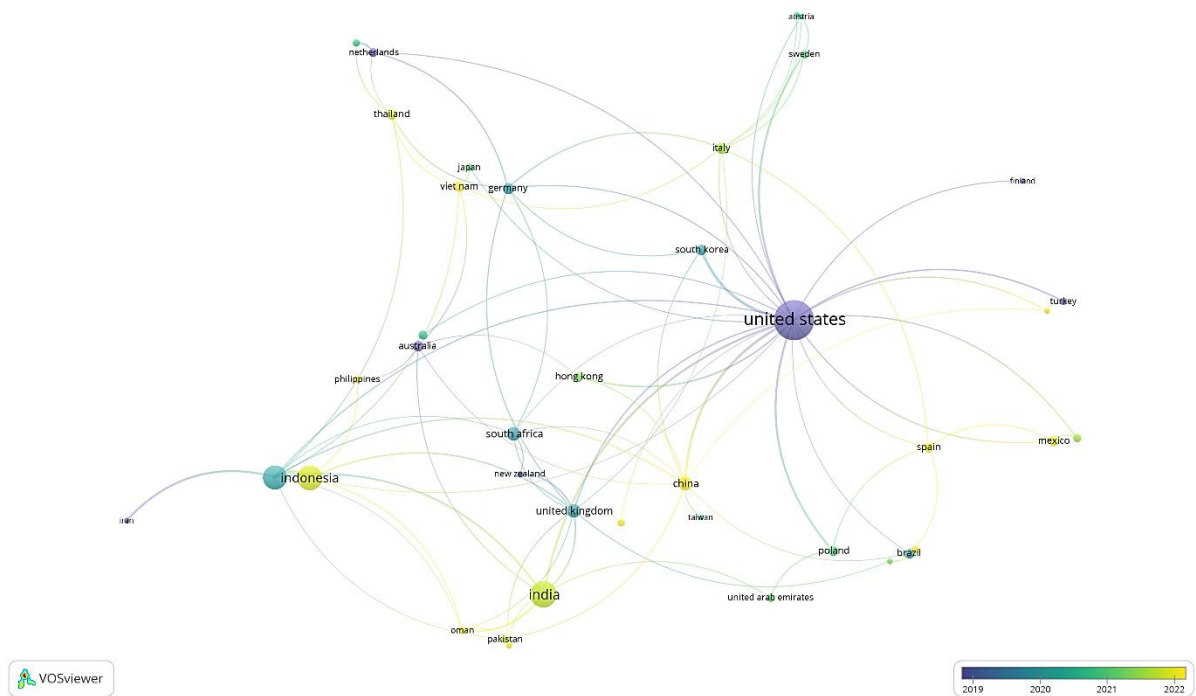 austria
netherlands
sweden
thailand
italy
japan
viet nam
germany
finland
south korea
turkey
united states
australia
philippines
hong kong
south africa
mexico
spain
new zealand
indonesia
china
united kingdom
taiwan
iran
poland
brazil
india
united arab emirates
oman
pakistan
VOSviewer
2019 2020 2021 2022